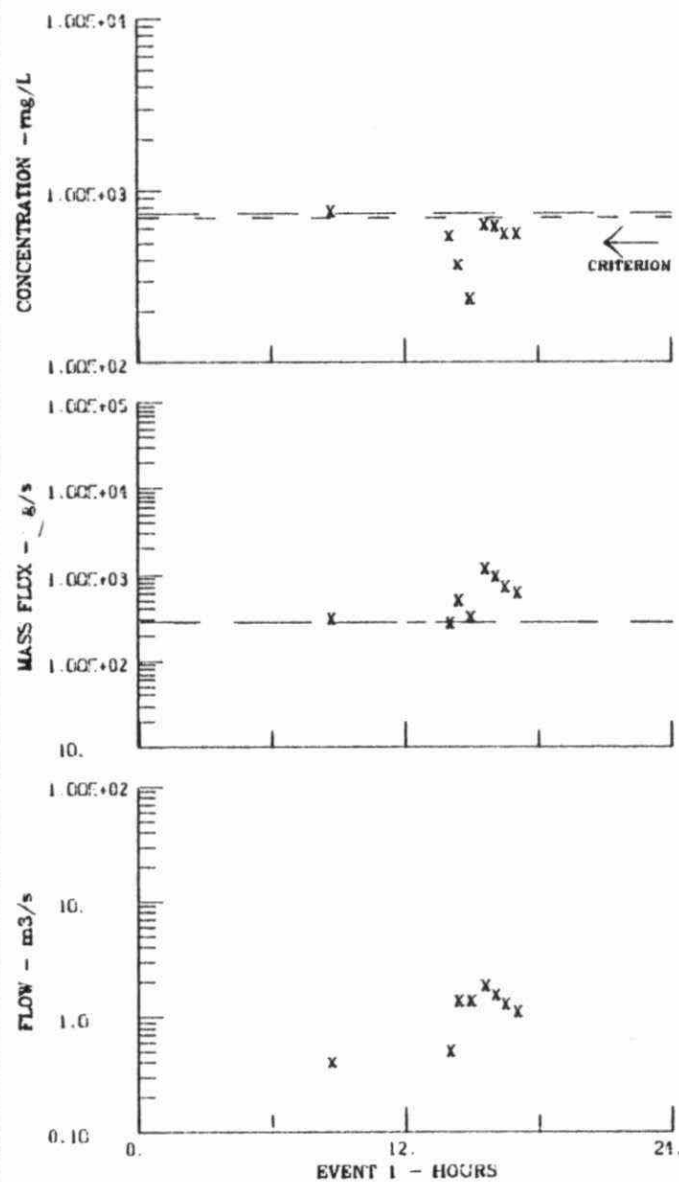 1.00E+04
CONCENTRATION - mg/L
1.00E+03
CRITERION
1.00E+02
1.00E+05
1.00E+04
MASS FLUX - g/s
1.00E+03
1.00E+02
10.
1.00E+02
10.
FLOW - m3/s
1.0
0.10
0. 12. 24.
EVENT 1 - HOURS